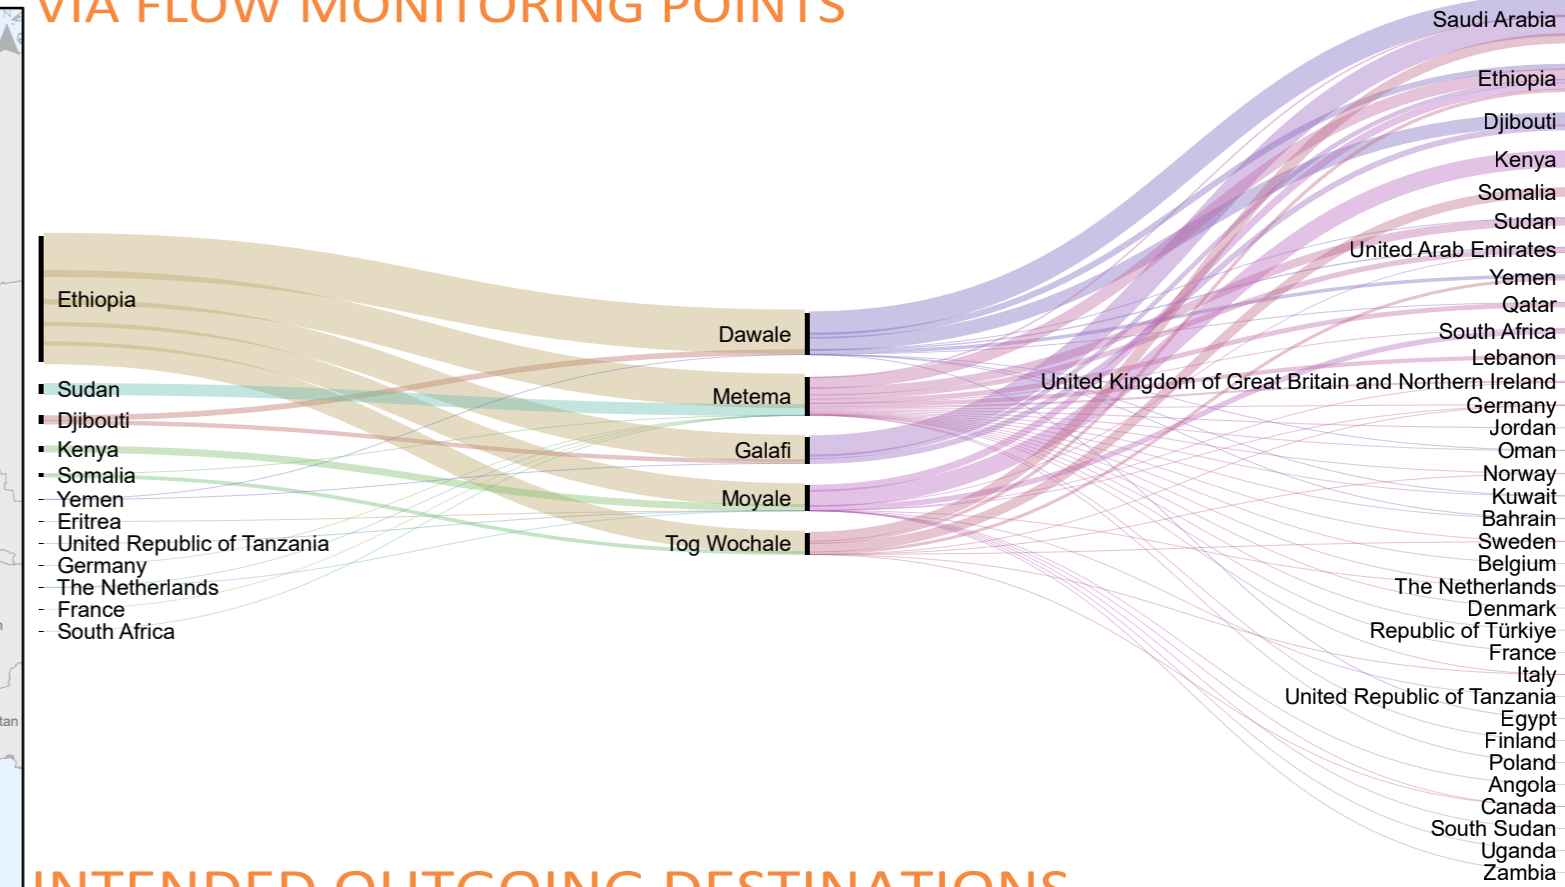 VIA FLOW MONITORING POINTS
Ethiopia
Sudan
Djibouti
Kenya
Somalia
Yemen
Eritrea
United Republic of Tanzania
Germany
The Netherlands
France
South Africa
Dawale
Metema
Galafi
Moyale
Tog Wochale
Saudi Arabia
Ethiopia
Djibouti
Kenya
Somalia
Sudan
United Arab Emirates
Yemen
Qatar
South Africa
Lebanon
United Kingdom of Great Britain and Northern Ireland
Germany
Jordan
Oman
Norway
Kuwait
Bahrain
Sweden
Belgium
The Netherlands
Denmark
Republic of Türkiye
France
Italy
United Republic of Tanzania
Egypt
Finland
Poland
Angola
Canada
South Sudan
Uganda
Zambia
tan
INTENDED OUTGOING DESTINATIONS